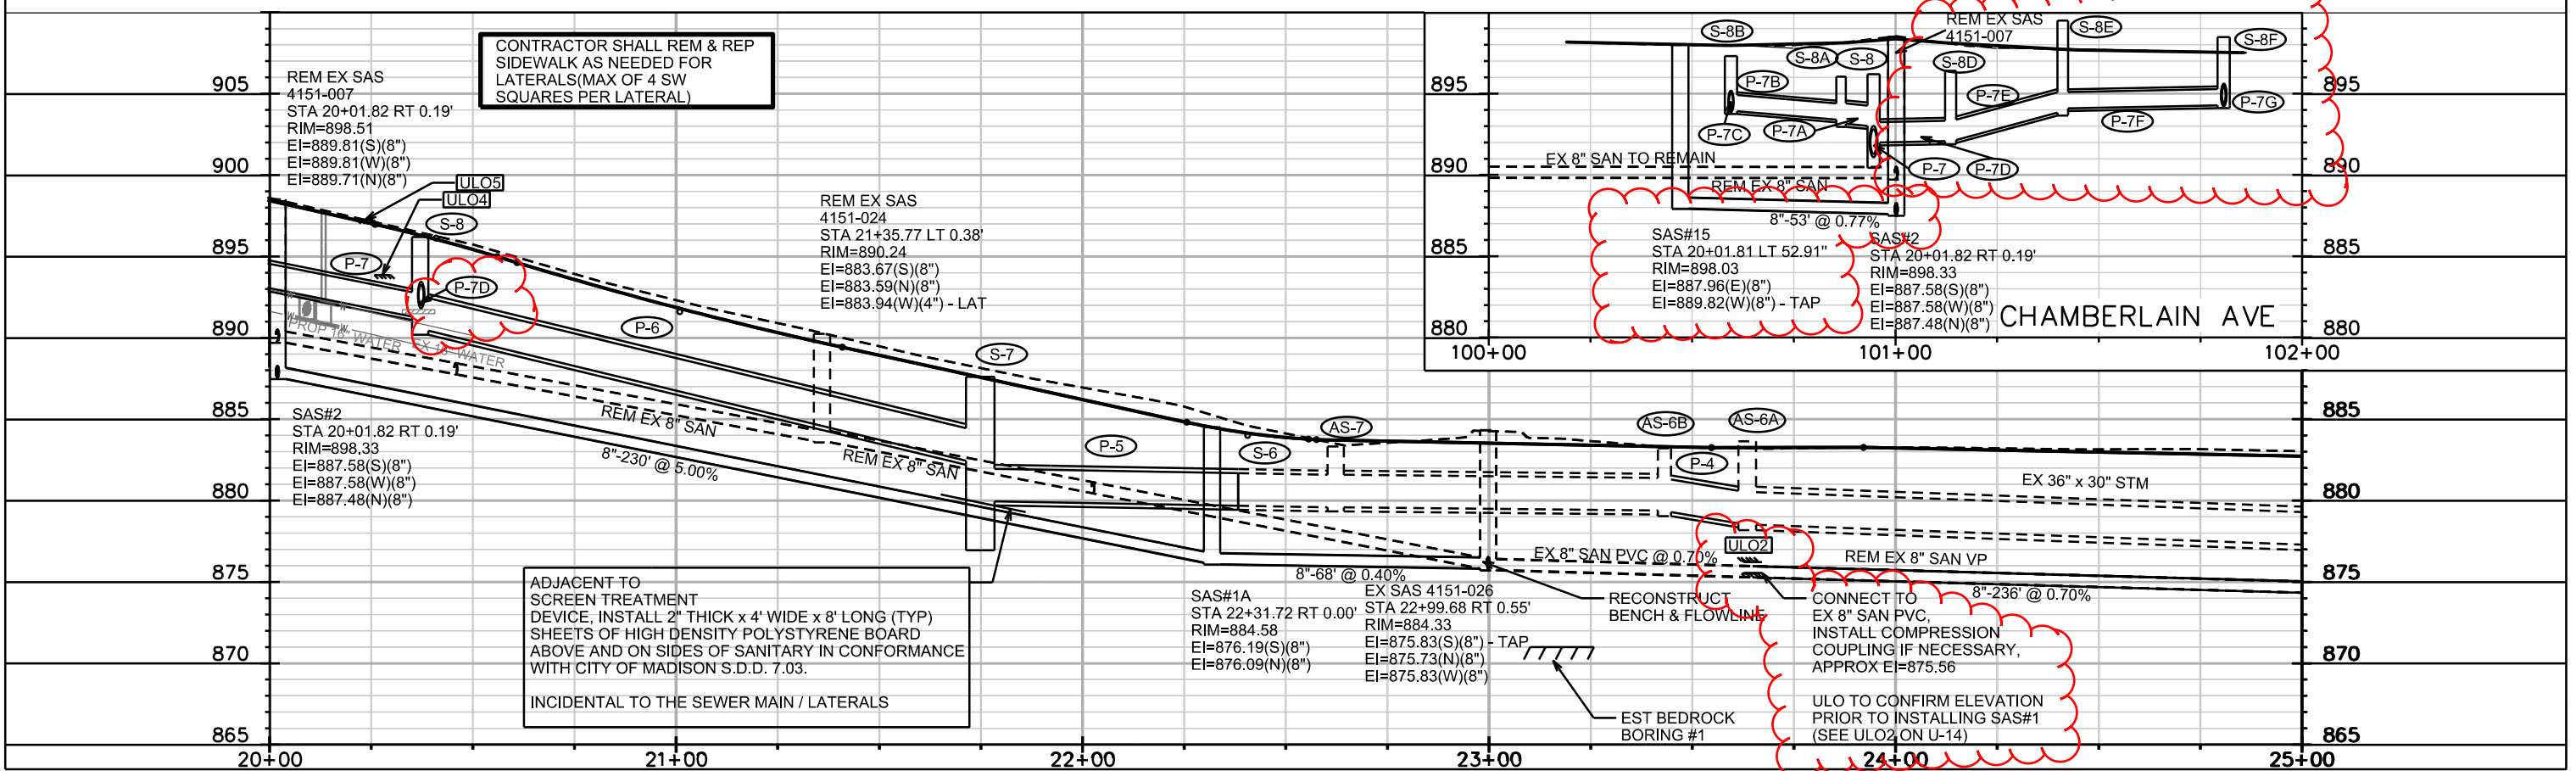 CONTRACTOR SHALL REM & REP
SIDEWALK AS NEEDED FOR
LATERALS(MAX OF 4 SW
SQUARES PER LATERAL)
REM EX SAS
4151-007
STA 20+01.82 RT 0.19'
RIM=898.51
EI=889.81(S)(8")
EI=889.81(W)(8")
EI=889.71(N)(8")
905
900
895
890
885
880
875
870
865
ULO5
ULO4
S-8
P-7
P-7D
P-6
PROP 16" WATER
EX 16" WATER
W
W
W
W
REM EX SAS
4151-024
STA 21+35.77 LT 0.38'
RIM=890.24
EI=883.67(S)(8")
EI=883.59(N)(8")
EI=883.94(W)(4") - LAT
S-7
SAS#2
STA 20+01.82 RT 0.19'
RIM=898.33
EI=887.58(S)(8")
EI=887.58(W)(8")
EI=887.48(N)(8")
REM EX 8" SAN
8"-230' @ 5.00%
REM EX 8" SAN
P-5
S-6
AS-7
AS-6B
AS-6A
P-4
EX 36" x 30" STM
ADJACENT TO
SCREEN TREATMENT
DEVICE, INSTALL 2" THICK x 4' WIDE x 8' LONG (TYP)
SHEETS OF HIGH DENSITY POLYSTYRENE BOARD
ABOVE AND ON SIDES OF SANITARY IN CONFORMANCE
WITH CITY OF MADISON S.D.D. 7.03.
INCIDENTAL TO THE SEWER MAIN / LATERALS
8"-68' @ 0.40%
SAS#1A
STA 22+31.72 RT 0.00'
RIM=884.58
EI=876.19(S)(8")
EI=876.09(N)(8")
EX SAS 4151-026
STA 22+99.68 RT 0.55'
RIM=884.33
EI=875.83(S)(8") - TAP
EI=875.73(N)(8")
EI=875.83(W)(8")
EX 8" SAN PVC @ 0.70%
ULO2
REM EX 8" SAN VP
8"-236' @ 0.70%
RECONSTRUCT
BENCH & FLOWLINE
CONNECT TO
EX 8" SAN PVC,
INSTALL COMPRESSION
COUPLING IF NECESSARY,
APPROX EI=875.56
ULO TO CONFIRM ELEVATION
PRIOR TO INSTALLING SAS#1
(SEE ULO2 ON U-14)
EST BEDROCK
BORING #1
885
880
875
870
865
20+00
21+00
22+00
23+00
24+00
25+00
895
890
885
880
S-8B
S-8A
S-8
REM EX SAS
4151-007
S-8D
S-8E
S-8F
P-7B
P-7E
P-7G
P-7C
P-7A
P-7F
P-7
P-7D
EX 8" SAN TO REMAIN
REM EX 8" SAN
8"-53' @ 0.77%
SAS#15
STA 20+01.81 LT 52.91"
RIM=898.03
EI=887.96(E)(8")
EI=889.82(W)(8") - TAP
SAS#2
STA 20+01.82 RT 0.19'
RIM=898.33
EI=887.58(S)(8")
EI=887.58(W)(8")
EI=887.48(N)(8")
CHAMBERLAIN AVE
895
890
885
880
100+00
101+00
102+00